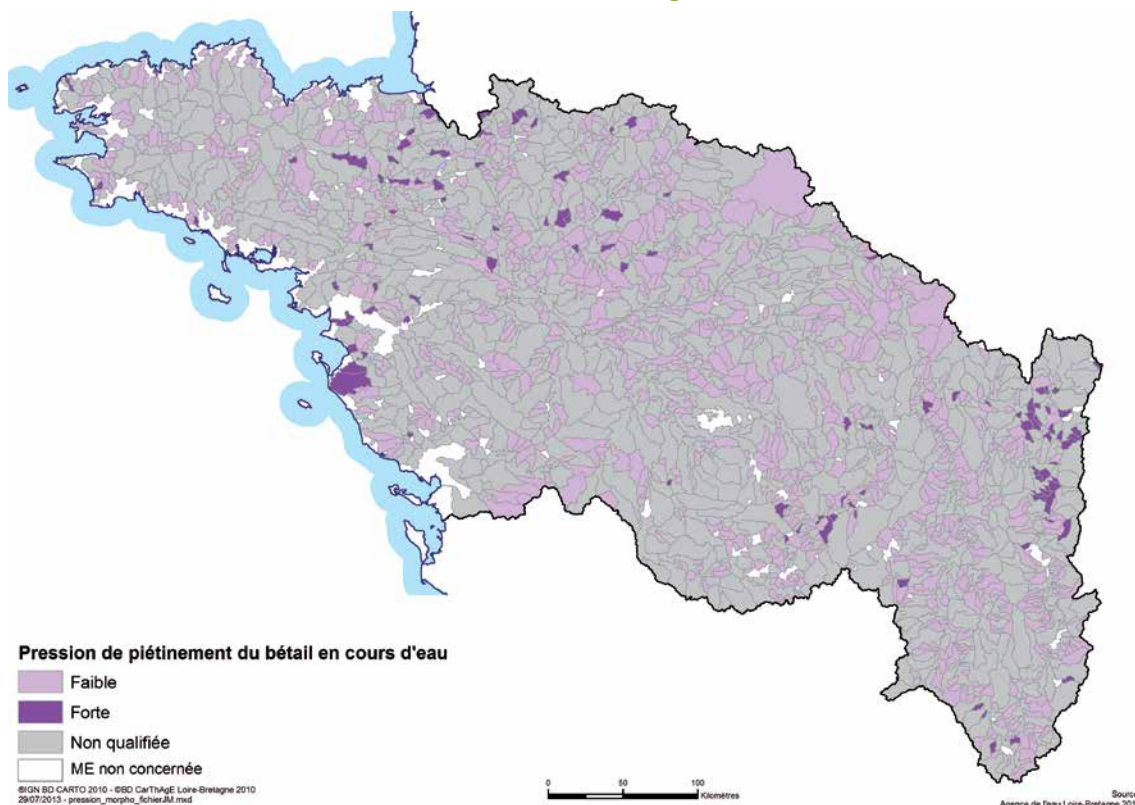 Pression de piétinement du bétail en cours d'eau
Faible
Forte
Non qualifiée
ME non concernée
©IGN BD CARTO 2010 - ©BD CarThAgE Loire-Bretagne 2010
29/07/2013 - pression_morpho_fichierJM.mxd
0 50 100
Kilomètres
Source
Agence de l'eau Loire-Bretagne 201